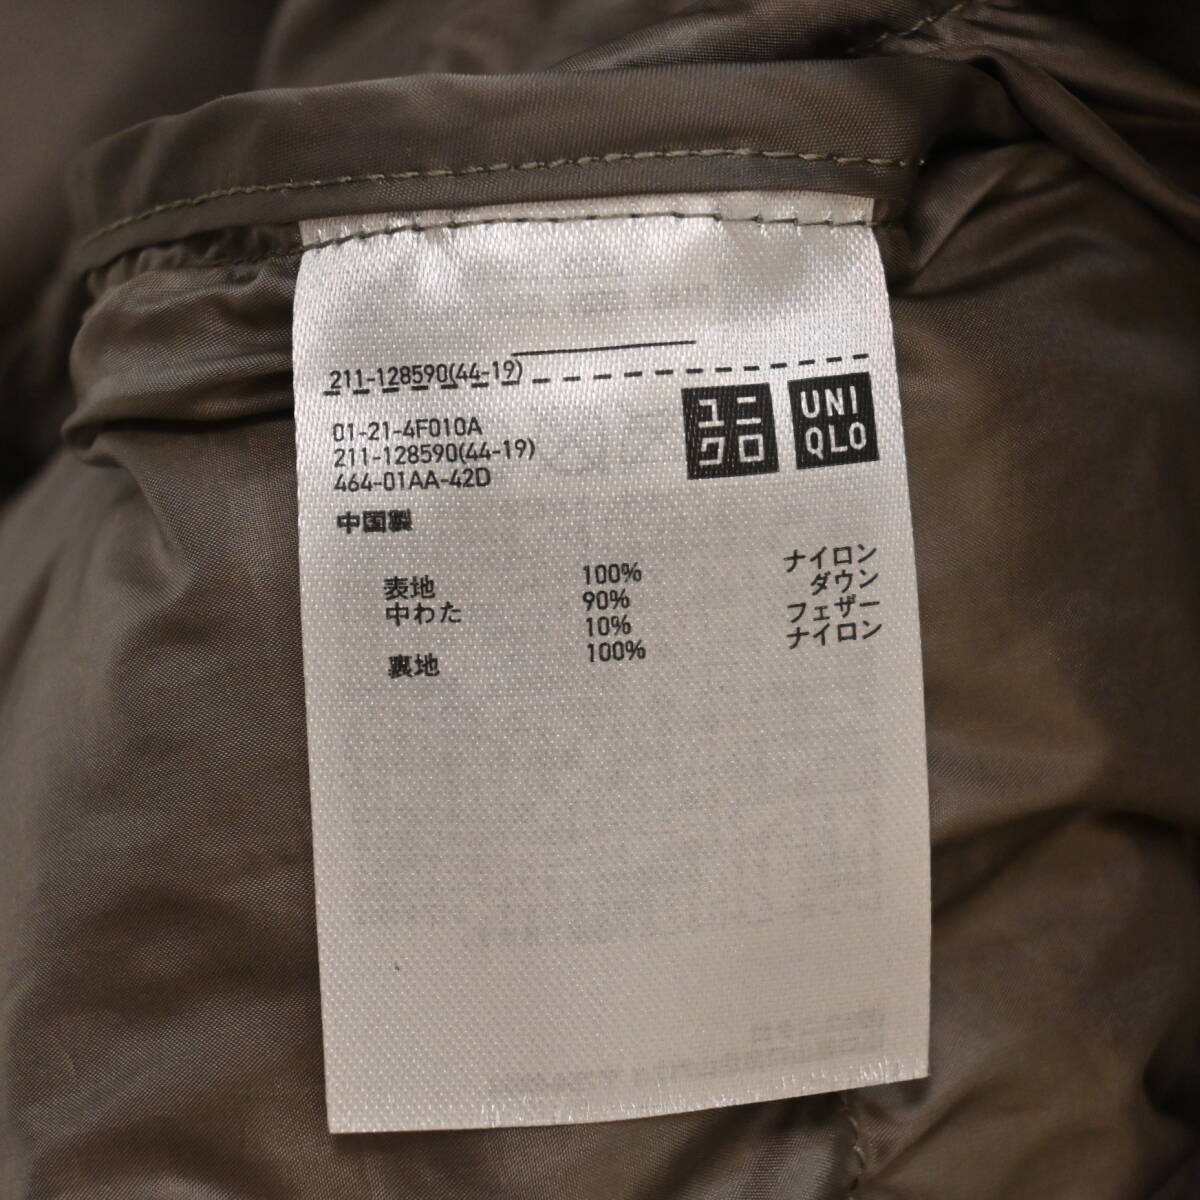 211-128590(44-19)
01-21-4F010A
211-128590(44-19)
464-01AA-42D
ユニ
クロ
UNI
QLO
中国製
表地 100% ナイロン
中わた 90% ダウン
10% フェザー
裏地 100% ナイロン